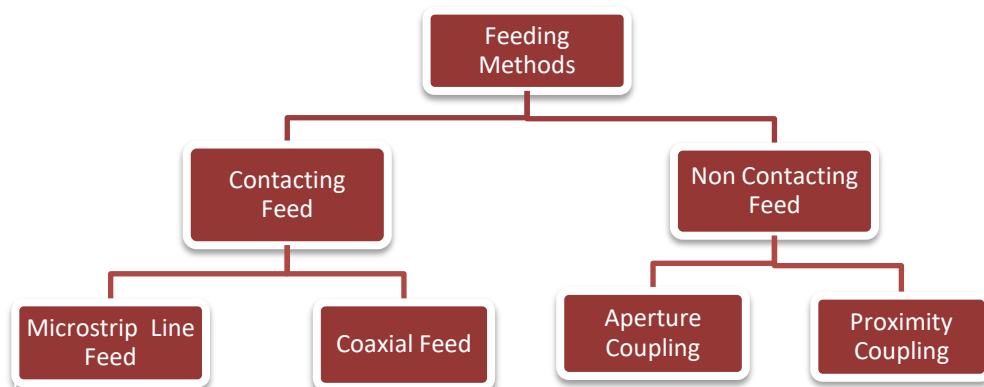 Feeding
Methods
Contacting
Feed
Non Contacting
Feed
Microstrip  Line
Feed
Coaxial Feed
Aperture
Coupling
Proximity
Coupling